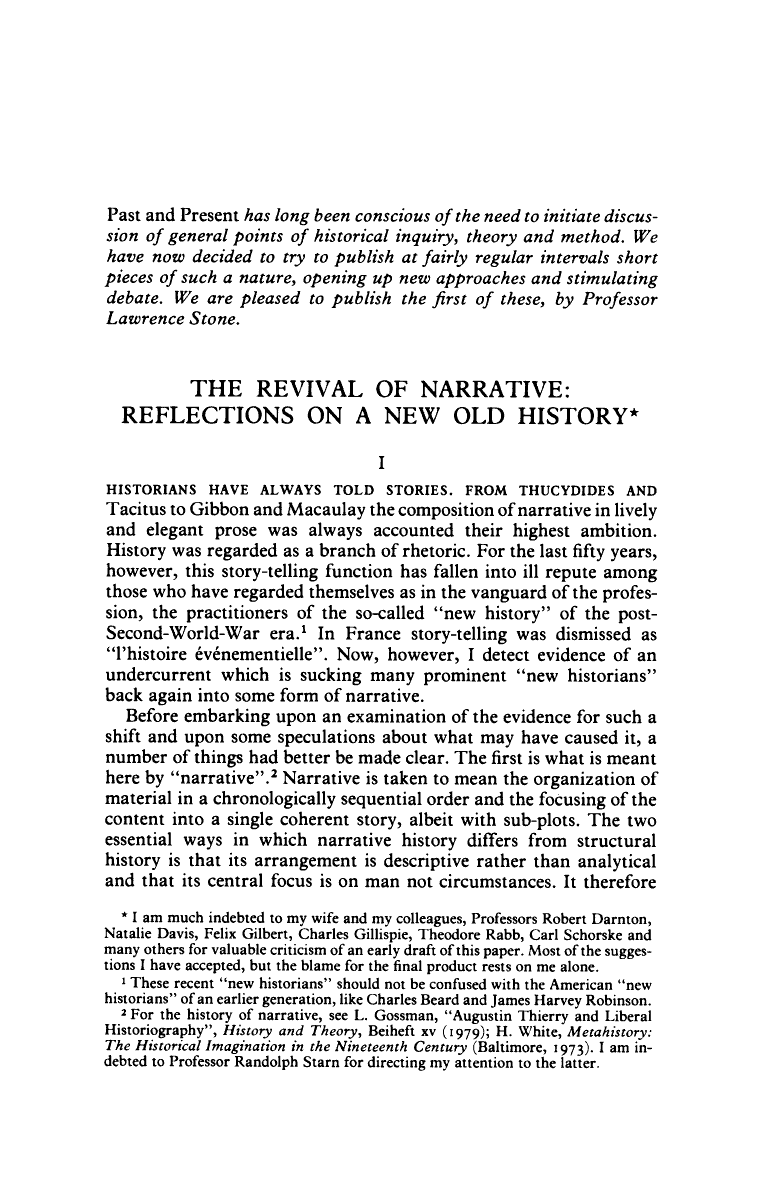 Past and Present has long been conscious of the need to initiate discus-
sion of general points of historical inquiry, theory and method. We
have now decided to try to publish at fairly regular intervals short
pieces of such a nature, opening up new approaches and stimulating
debate. We are pleased to publish the first of these, by Professor
Lawrence Stone.
THE REVIVAL OF NARRATIVE:
REFLECTIONS ON A NEW OLD HISTORY*
I
HISTORIANS HAVE ALWAYS TOLD STORIES. FROM THUCYDIDES AND
Tacitus to Gibbon and Macaulay the composition of narrative in lively
and elegant prose was always accounted their highest ambition.
History was regarded as a branch of rhetoric. For the last fifty years,
however, this story-telling function has fallen into ill repute among
those who have regarded themselves as in the vanguard of the profes-
sion, the practitioners of the so-called "new history" of the post-
Second-World-War era.¹ In France story-telling was dismissed as
"l'histoire événementielle". Now, however, I detect evidence of an
undercurrent which is sucking many prominent "new historians"
back again into some form of narrative.
Before embarking upon an examination of the evidence for such a
shift and upon some speculations about what may have caused it, a
number of things had better be made clear. The first is what is meant
here by "narrative".² Narrative is taken to mean the organization of
material in a chronologically sequential order and the focusing of the
content into a single coherent story, albeit with sub-plots. The two
essential ways in which narrative history differs from structural
history is that its arrangement is descriptive rather than analytical
and that its central focus is on man not circumstances. It therefore
* I am much indebted to my wife and my colleagues, Professors Robert Darnton,
Natalie Davis, Felix Gilbert, Charles Gillispie, Theodore Rabb, Carl Schorske and
many others for valuable criticism of an early draft of this paper. Most of the sugges-
tions I have accepted, but the blame for the final product rests on me alone.
¹ These recent "new historians" should not be confused with the American "new
historians" of an earlier generation, like Charles Beard and James Harvey Robinson.
² For the history of narrative, see L. Gossman, "Augustin Thierry and Liberal
Historiography", History and Theory, Beiheft xv (1979); H. White, Metahistory:
The Historical Imagination in the Nineteenth Century (Baltimore, 1973). I am in-
debted to Professor Randolph Starn for directing my attention to the latter.